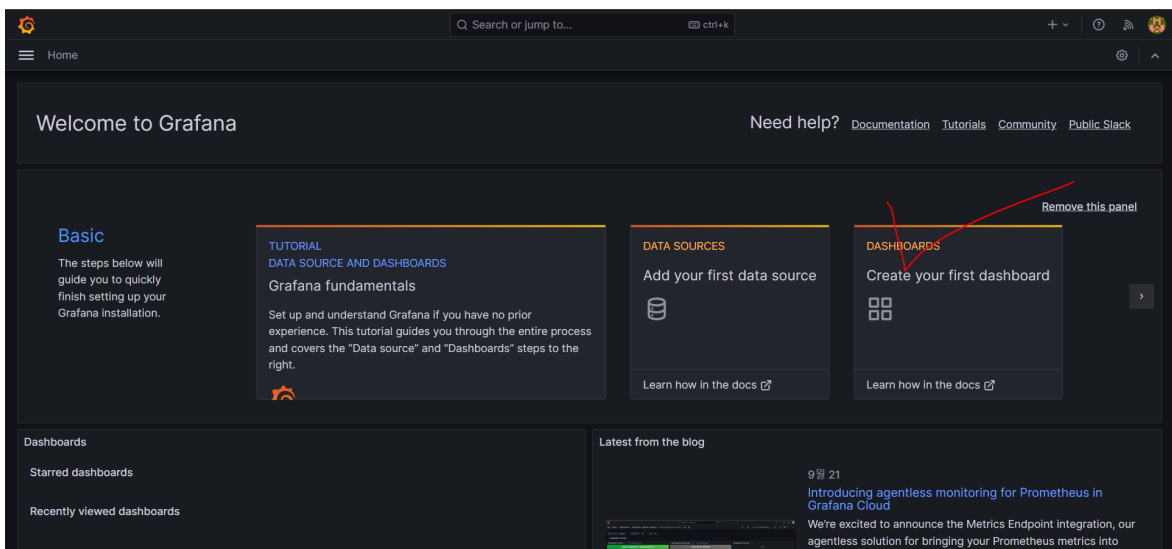 Search or jump to...
ctrl+k
Home
Welcome to Grafana
Need help? Documentation Tutorials Community Public Slack
Remove this panel
Basic
The steps below will
guide you to quickly
finish setting up your
Grafana installation.
TUTORIAL
DATA SOURCE AND DASHBOARDS
Grafana fundamentals
Set up and understand Grafana if you have no prior
experience. This tutorial guides you through the entire process
and covers the "Data source" and "Dashboards" steps to the
right.
DATA SOURCES
Add your first data source
Learn how in the docs
DASHBOARDS
Create your first dashboard
Learn how in the docs
Dashboards
Starred dashboards
Recently viewed dashboards
Latest from the blog
9월 21
Introducing agentless monitoring for Prometheus in
Grafana Cloud
We're excited to announce the Metrics Endpoint integration, our
agentless solution for bringing your Prometheus metrics into